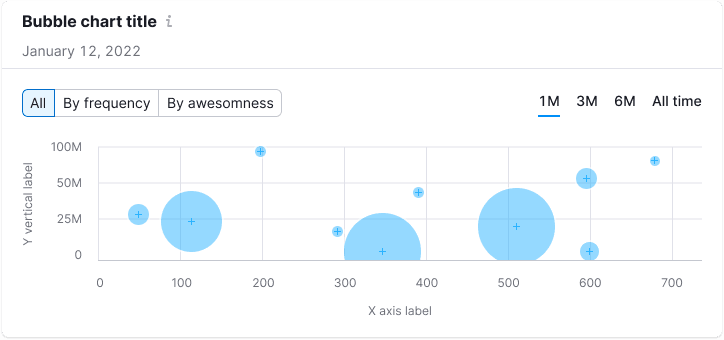 Bubble chart title i
January 12, 2022
All By frequency By awesomness 1M 3M 6M All time
100M
50M
25M
0
Y vertical label
0 100 200 300 400 500 600 700
X axis label